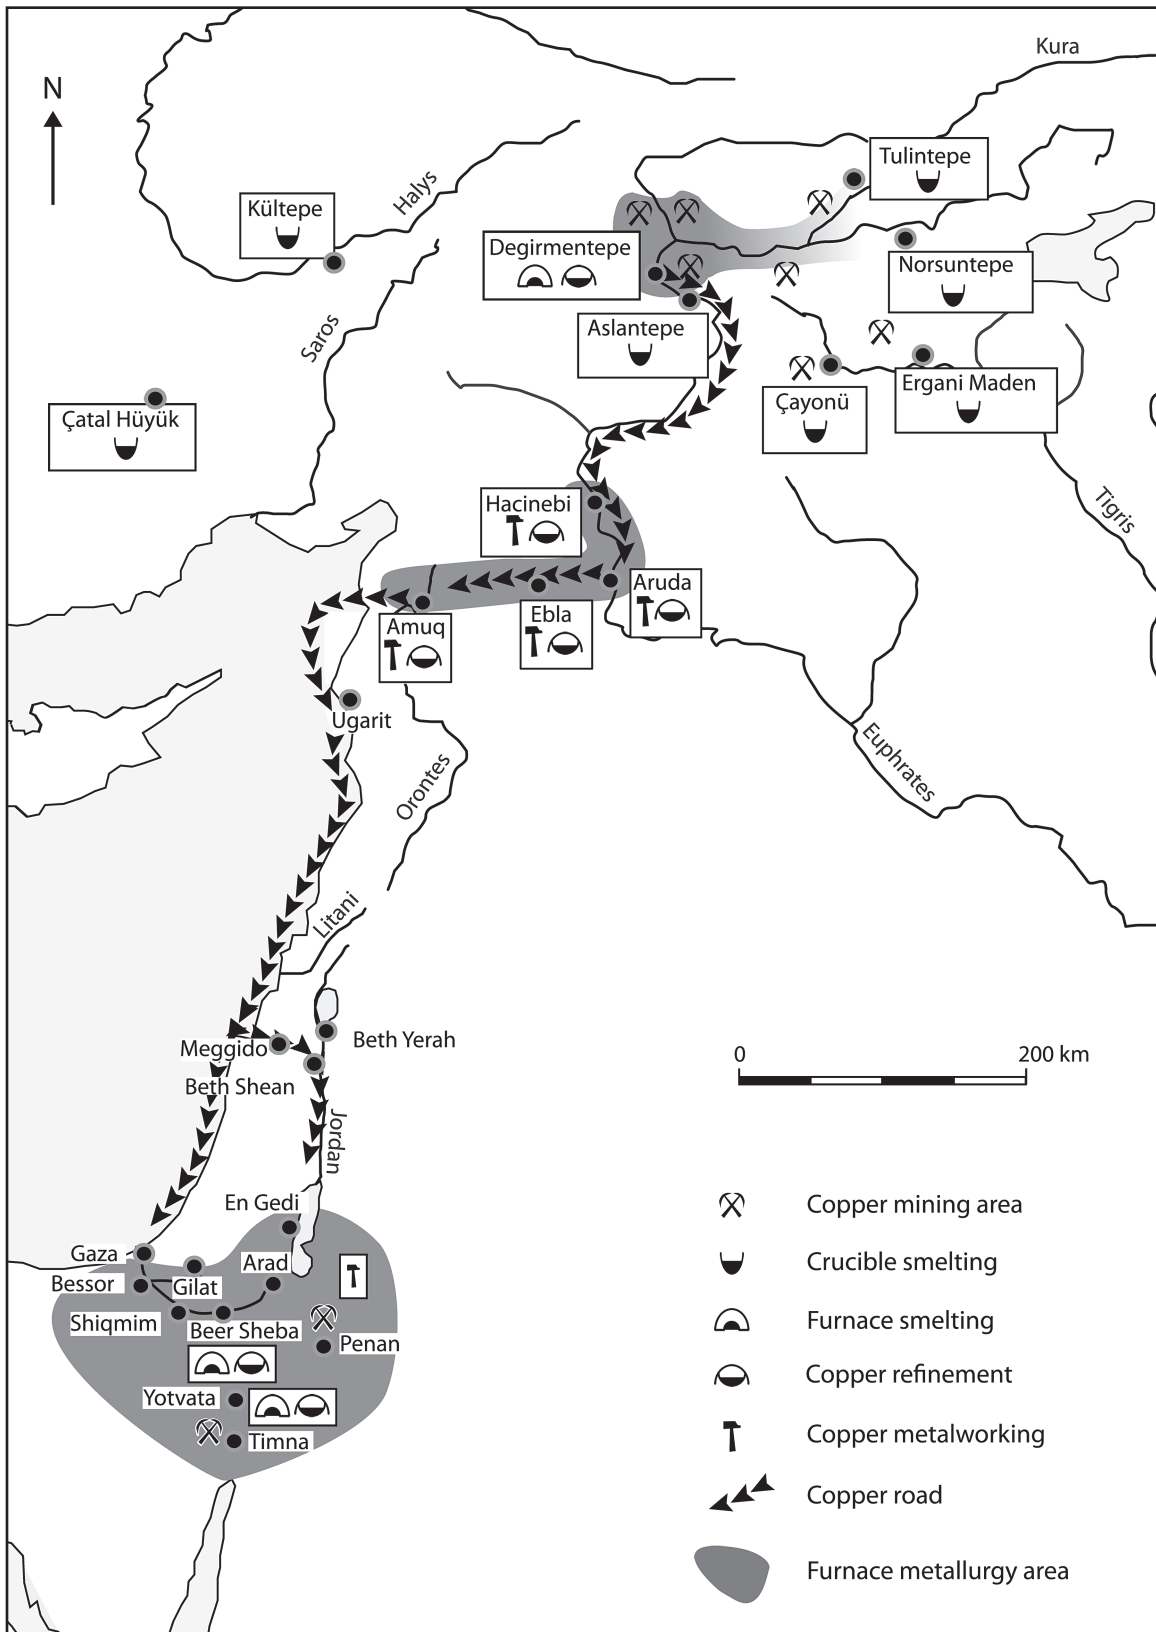 Kura
N
Tulintepe
Halys
Kültepe
Degirmentepe
Norsuntepe
Aslantepe
Saros
Ergani Maden
Çayonü
Çatal Hüyük
Hacinebi
Tigris
Aruda
Ebla
Amuq
Ugarit
Euphrates
Orontes
Litani
Meggido
Beth Yerah
0 200 km
Beth Shean
Jordan
En Gedi
Copper mining area
Gaza
Arad
Crucible smelting
Bessor
Gilat
Shiqmim
Beer Sheba
Furnace smelting
Penan
Copper refinement
Yotvata
Timna
Copper metalworking
Copper road
Furnace metallurgy area